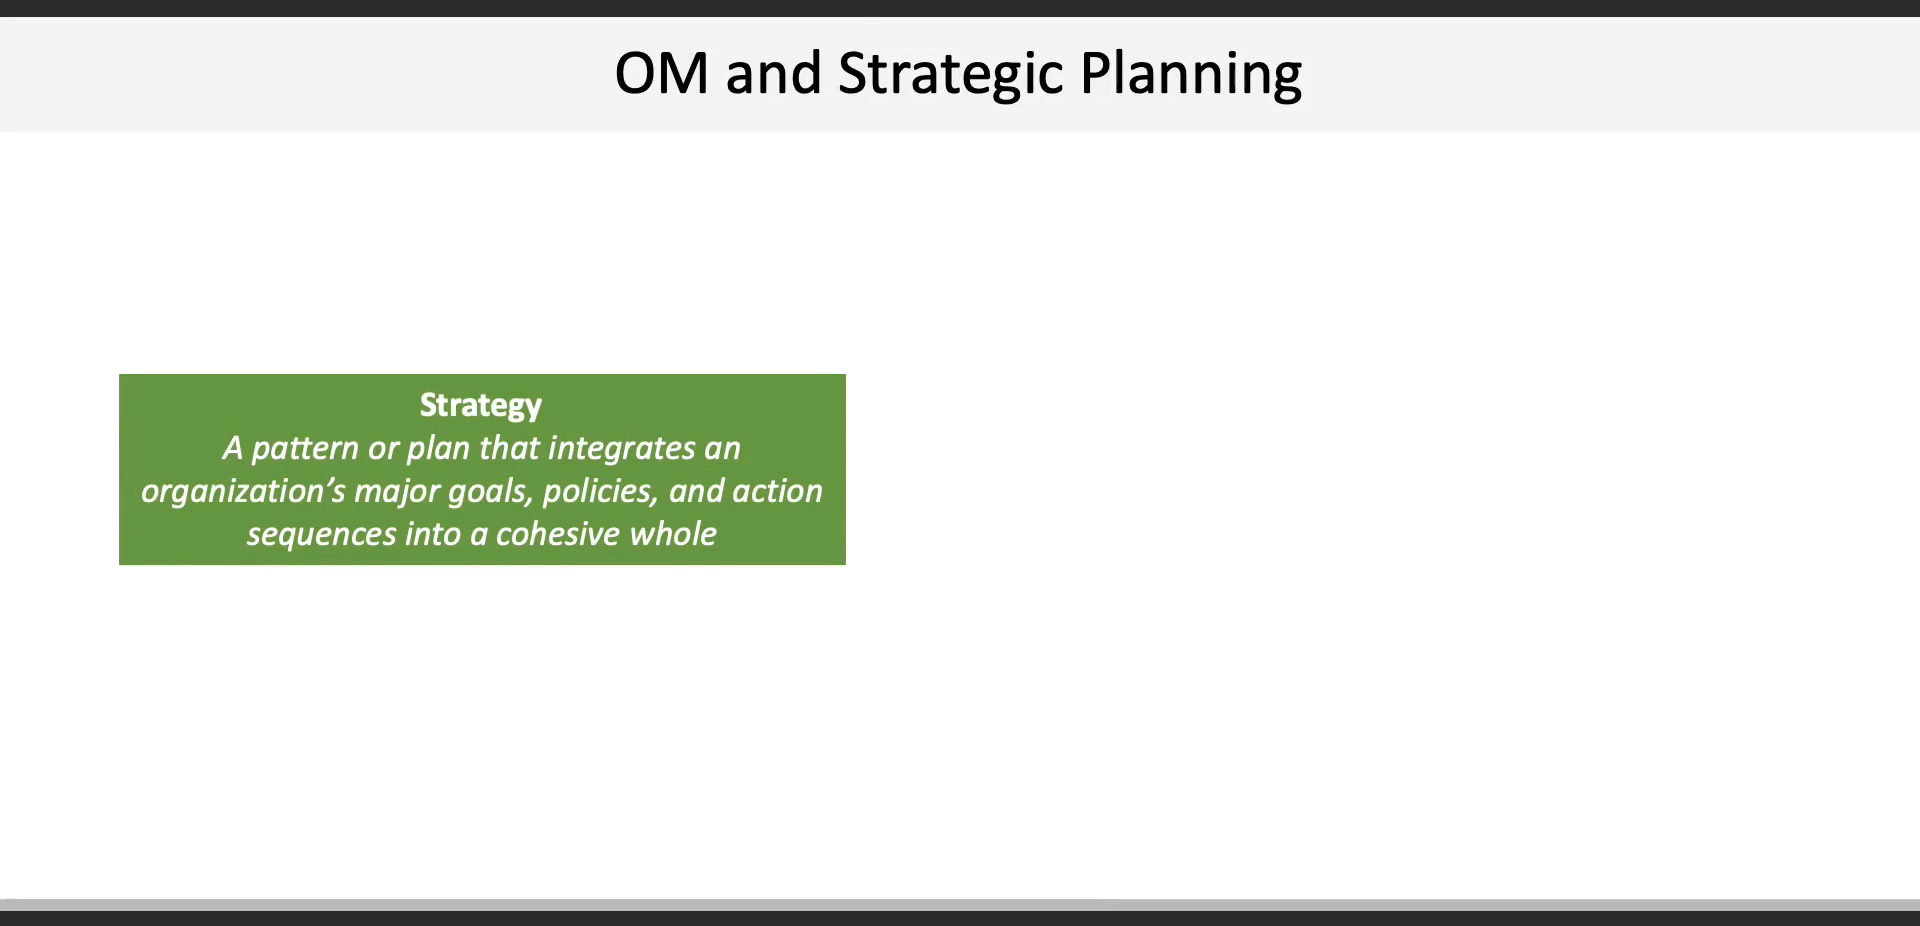 OM and Strategic Planning
Strategy
A pattern or plan that integrates an
organization’s major goals, policies, and action
sequences into a cohesive whole